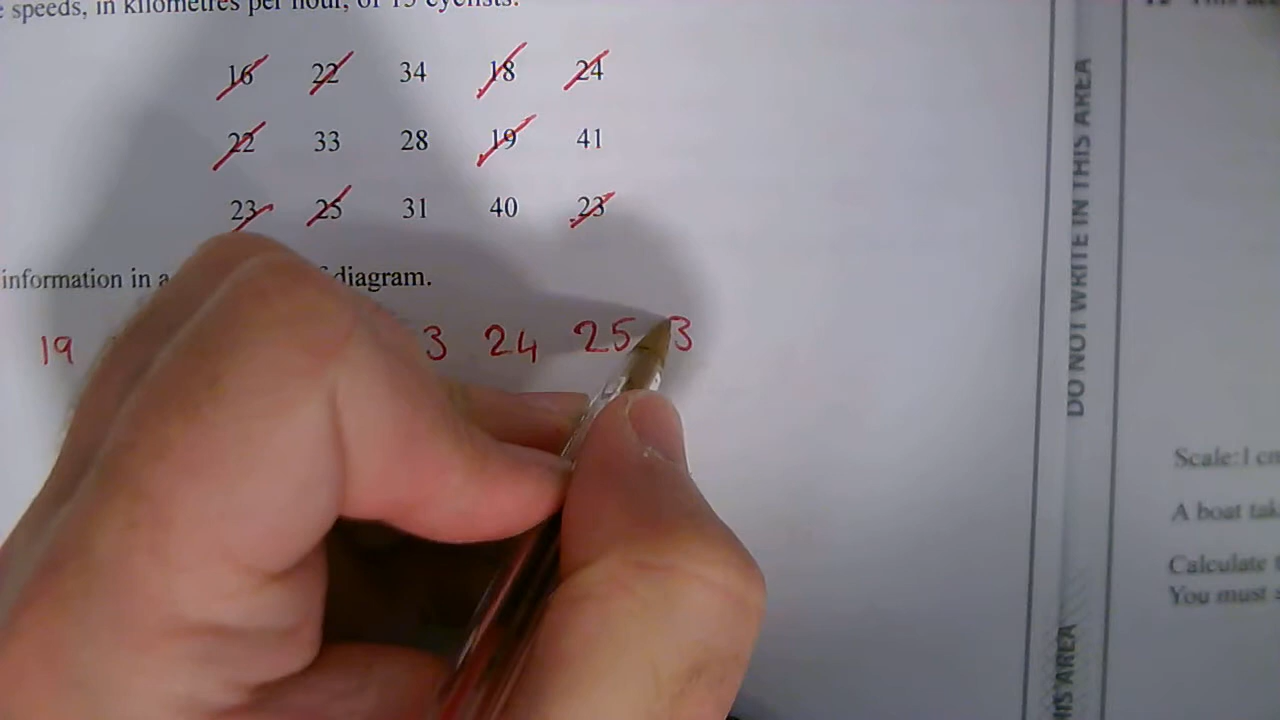 speeds, in kilometres per hour, of 15 cyclists.
16 22 34 18 24
22 33 28 19 41
23 25 31 40 23
information in a diagram.
19 3 24 25 3
DO NOT WRITE IN THIS AREA
Scale: 1 cm
A boat
Calculate
You must
IS AREA